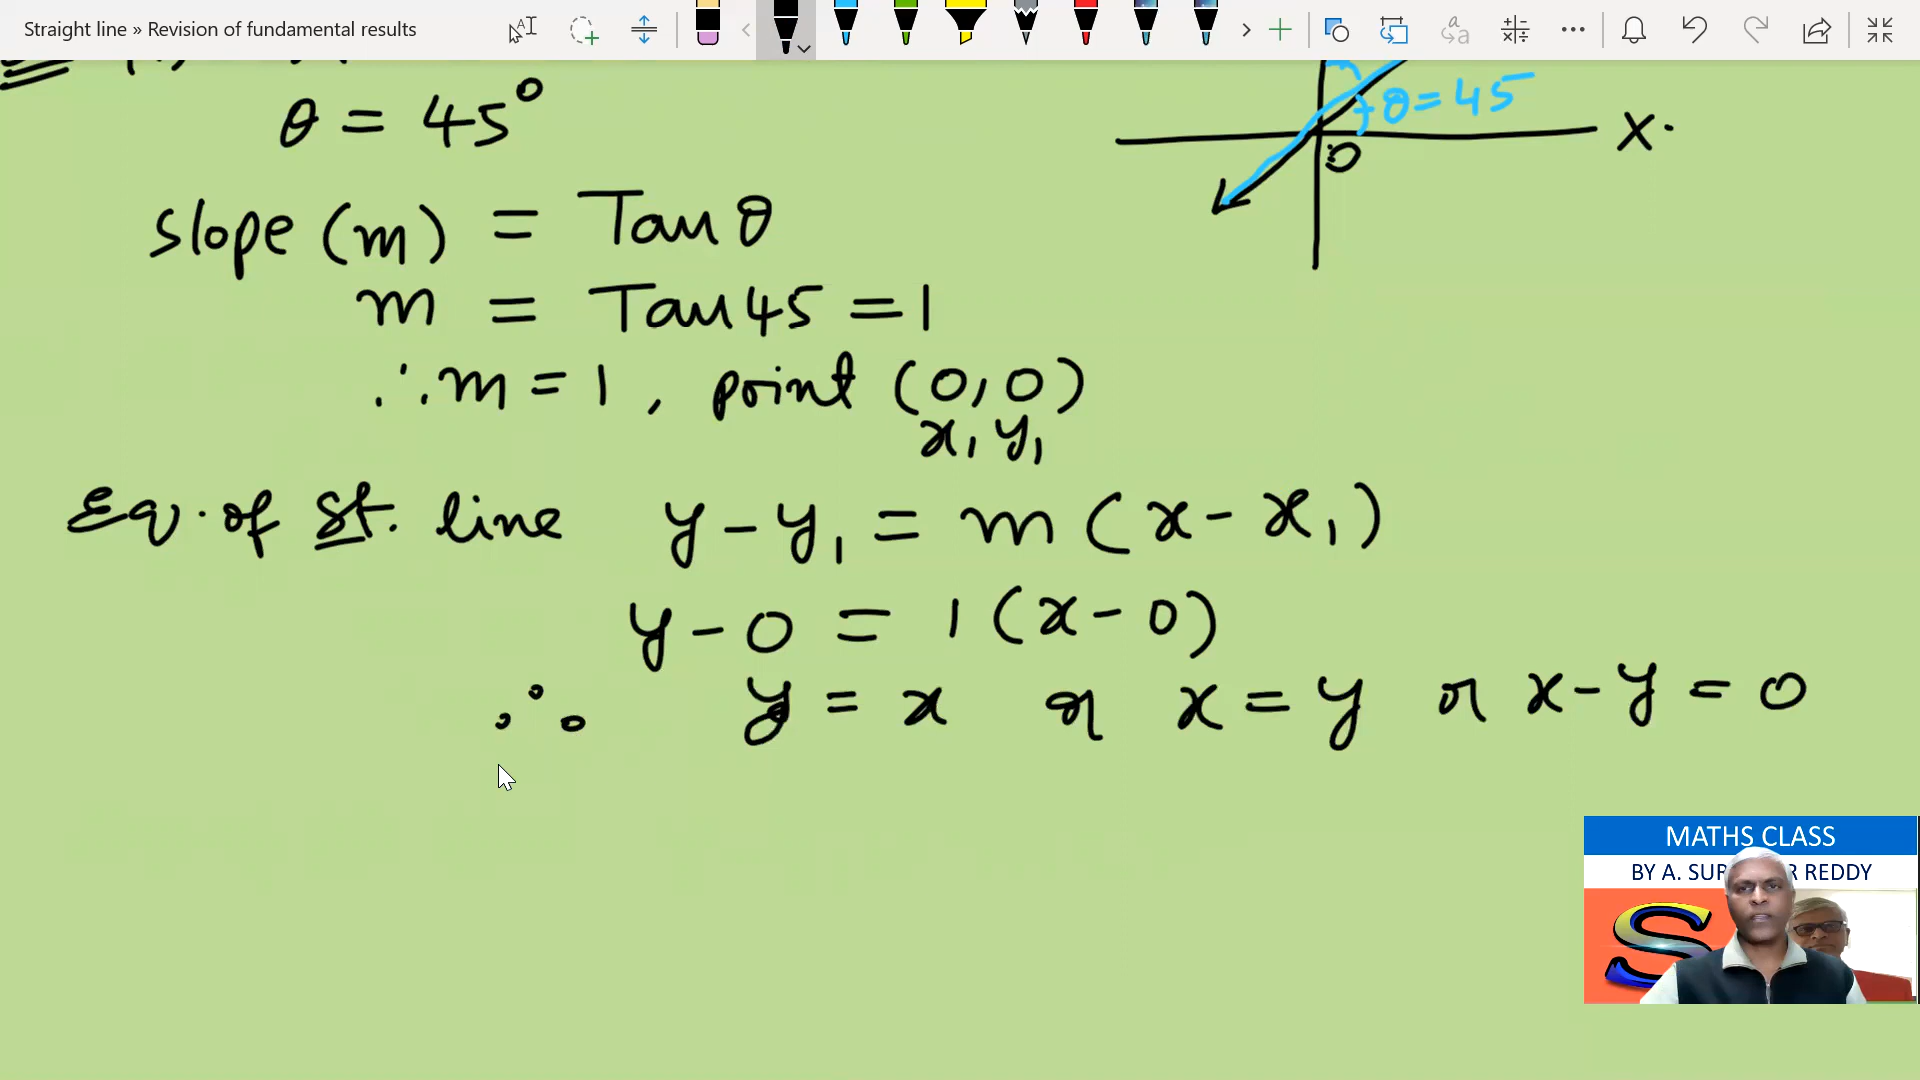 Straight line » Revision of fundamental results
θ = 45°
θ = 45
X
O
slope (m) = Tan θ
m = Tan 45 = 1
∴ m = 1, point (0, 0)
x₁ y₁
Eq. of St. line y - y₁ = m (x - x₁)
y - 0 = 1 (x - 0)
∴ y = x or x = y or x - y = 0
MATHS CLASS
BY A. REDDY
S